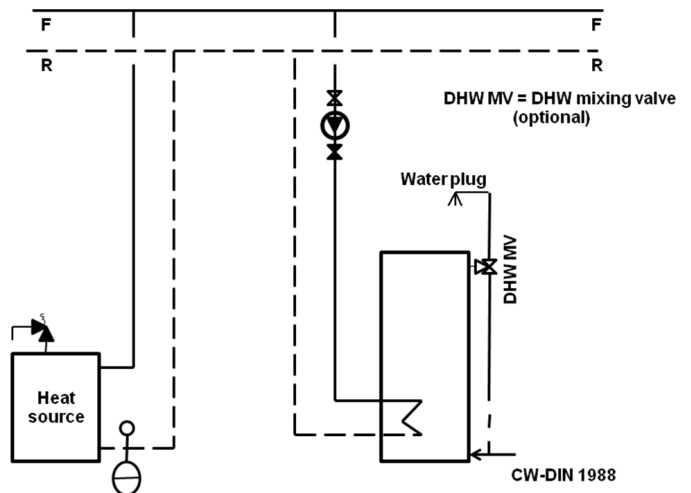 F
F
R
R
DHW MV = DHW mixing valve
(optional)
Water plug
DHW MV
Heat
source
CW-DIN 1988